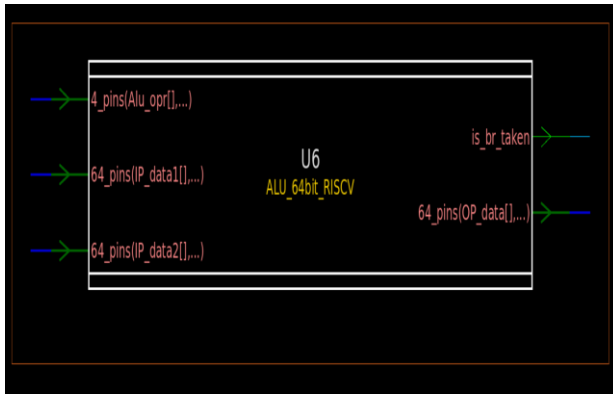 4_pins(Alu_opr[],...)
is_br_taken
U6
64_pins(IP_data1[],...)
ALU_64bit_RISCV
64_pins(OP_data[],...)
64_pins(IP_data2[],...)